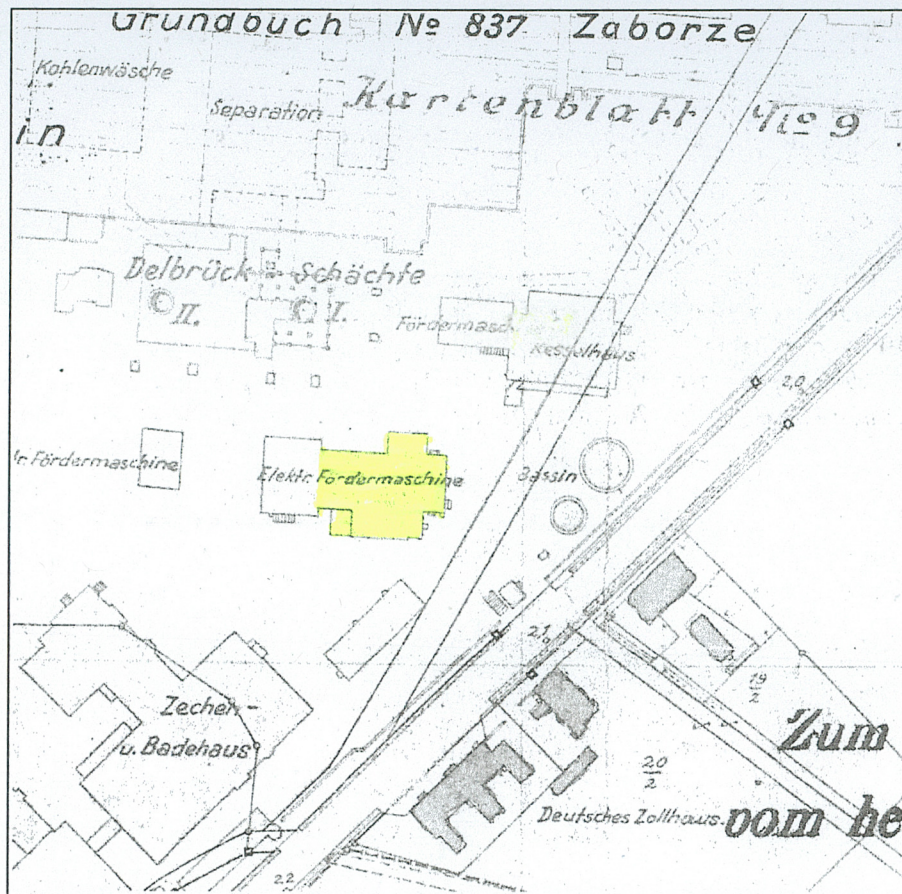 Grundbuch № 837 Zaborze
Kohlenwäsche
Separation
Kartenblatt № 9
in
Delbrück - Schächte
II.
I.
Fördermasch.
Kesselhaus
2,0
Fördermaschine
Elektr. Fördermaschine
Bassin
2,1
19
2
Zechen-
u. Badehaus
Zum
20
2
Deutsches Zollhaus.
vom he
2,2